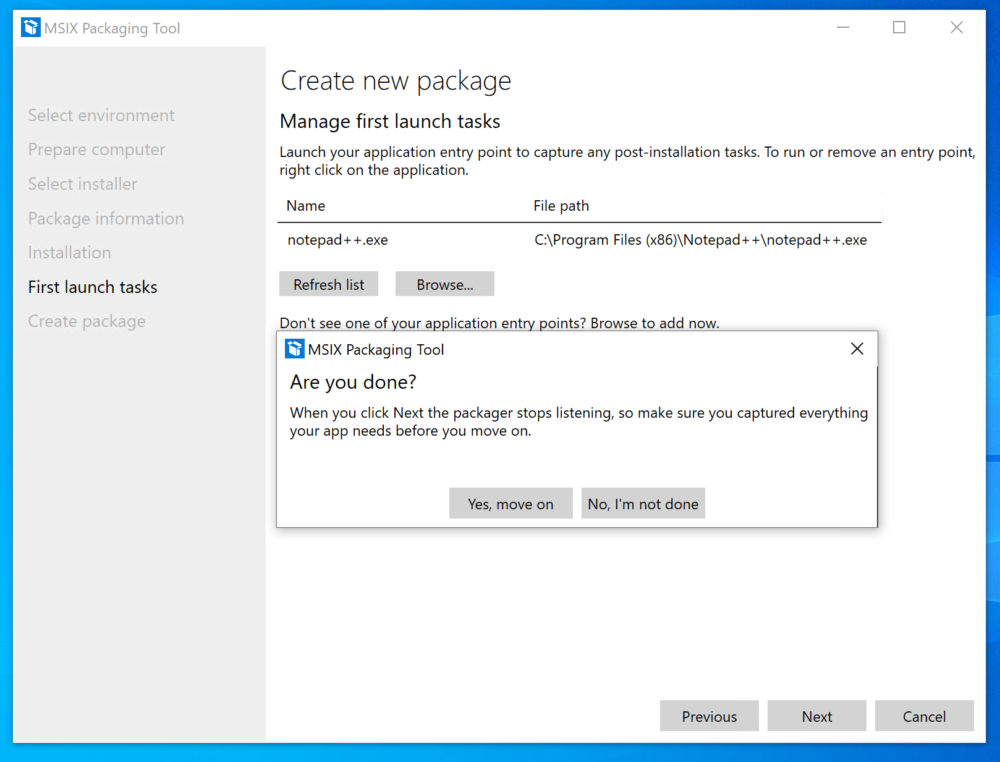 MSIX Packaging Tool
Select environment
Prepare computer
Select installer
Package information
Installation
First launch tasks
Create package
Create new package
Manage first launch tasks
Launch your application entry point to capture any post-installation tasks. To run or remove an entry point,
right click on the application.
Name File path
notepad++.exe C:\Program Files (x86)\Notepad++\notepad++.exe
Refresh list Browse...
Don't see one of your application entry points? Browse to add now.
MSIX Packaging Tool
Are you done?
When you click Next the packager stops listening, so make sure you captured everything
your app needs before you move on.
Yes, move on No, I'm not done
Previous Next Cancel